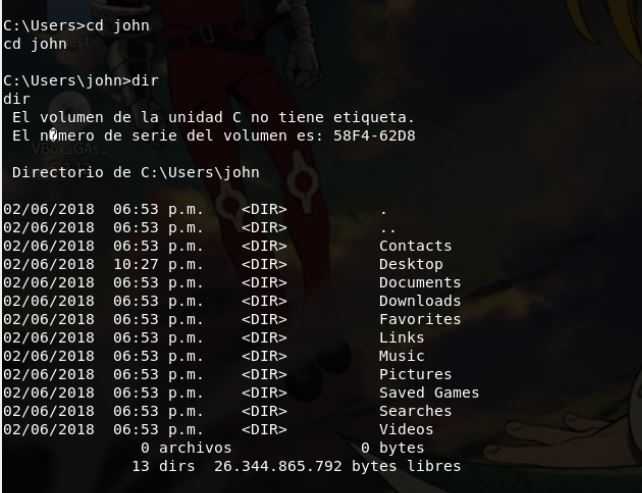 C:\Users>cd john
cd john
C:\Users\john>dir
dir
 El volumen de la unidad C no tiene etiqueta.
 El n�mero de serie del volumen es: 58F4-62D8
 Directorio de C:\Users\john
02/06/2018  06:53 p.m.    <DIR>          .
02/06/2018  06:53 p.m.    <DIR>          ..
02/06/2018  06:53 p.m.    <DIR>          Contacts
02/06/2018  10:27 p.m.    <DIR>          Desktop
02/06/2018  06:53 p.m.    <DIR>          Documents
02/06/2018  06:53 p.m.    <DIR>          Downloads
02/06/2018  06:53 p.m.    <DIR>          Favorites
02/06/2018  06:53 p.m.    <DIR>          Links
02/06/2018  06:53 p.m.    <DIR>          Music
02/06/2018  06:53 p.m.    <DIR>          Pictures
02/06/2018  06:53 p.m.    <DIR>          Saved Games
02/06/2018  06:53 p.m.    <DIR>          Searches
02/06/2018  06:53 p.m.    <DIR>          Videos
               0 archivos              0 bytes
              13 dirs  26.344.865.792 bytes libres